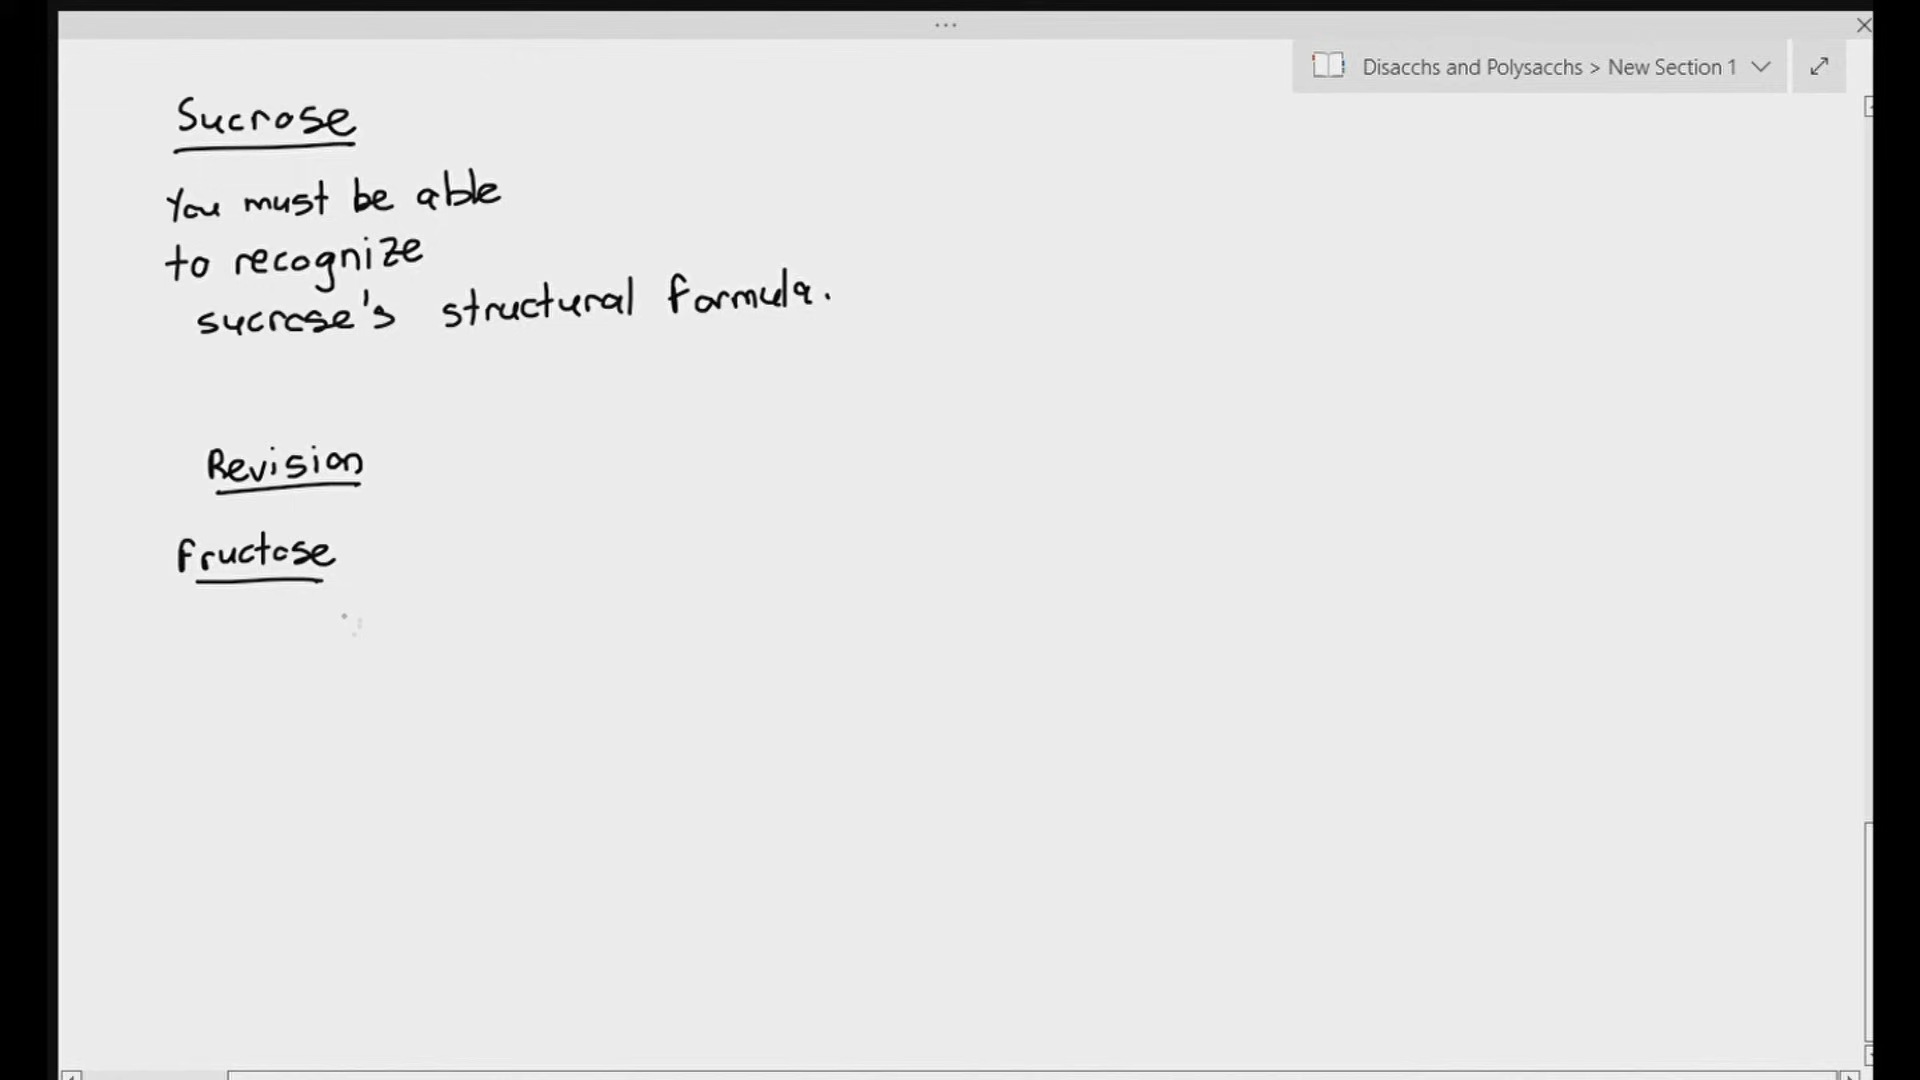 Disacchs and Polysacchs > New Section 1
Sucrose
You must be able
to recognize
sucrose's structural formula.
Revision
Fructose